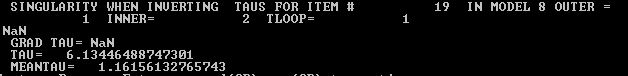 SINGULARITY WHEN INVERTING TAUS FOR ITEM # 19 IN MODEL 8 OUTER =
1 INNER= 2 TLOOP= 1
NaN
GRAD TAU= NaN
TAU= 6.13446488747301
MEANTAU= 1.16156132765743